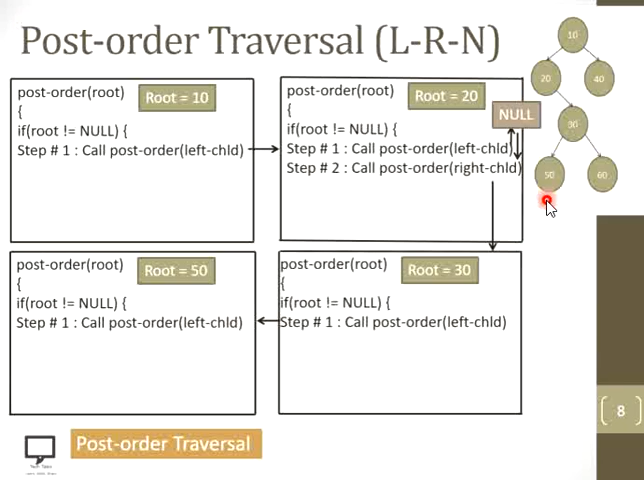 Post-order Traversal (L-R-N)
post-order(root)
Root = 10
{
if(root != NULL) {
Step # 1 : Call post-order(left-chld)
post-order(root)
Root = 20
{
if(root != NULL) {
Step # 1 : Call post-order(left-chld)
Step # 2 : Call post-order(right-chld)
NULL
10
20
40
30
50
60
post-order(root)
Root = 50
{
if(root != NULL) {
Step # 1 : Call post-order(left-chld)
post-order(root)
Root = 30
{
if(root != NULL) {
Step # 1 : Call post-order(left-chld)
8
Post-order Traversal